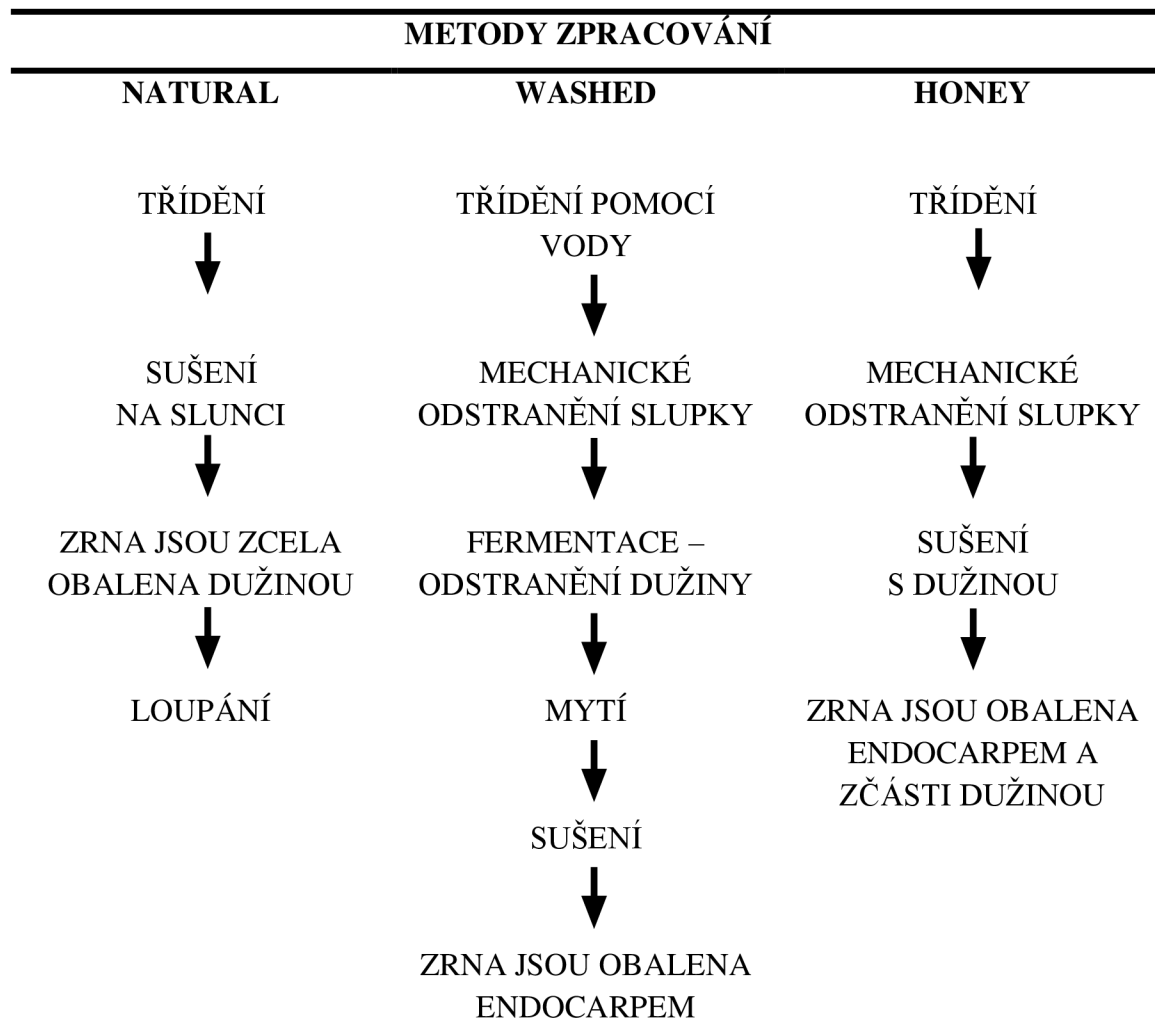 METODY ZPRACOVÁNÍ
NATURAL
WASHED
HONEY
TŘÍDĚNÍ
SUŠENÍ
NA SLUNCI
ZRNA JSOU ZCELA
OBALENA DUŽINOU
LOUPÁNÍ
TŘÍDĚNÍ POMOCÍ
VODY
MECHANICKÉ
ODSTRANĚNÍ SLUPKY
FERMENTACE –
ODSTRANĚNÍ DUŽINY
MYTÍ
SUŠENÍ
ZRNA JSOU OBALENA
ENDOCARPEM
TŘÍDĚNÍ
MECHANICKÉ
ODSTRANĚNÍ SLUPKY
SUŠENÍ
S DUŽINOU
ZRNA JSOU OBALENA
ENDOCARPEM A
ZČÁSTI DUŽINOU